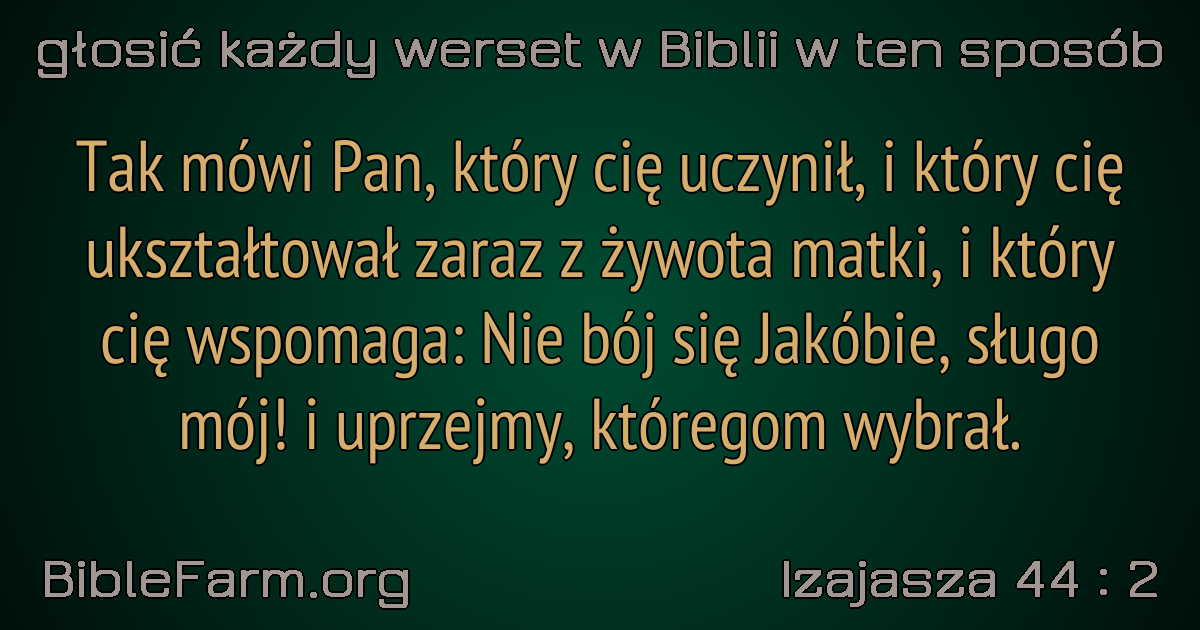 głosić każdy werset w Biblii w ten sposób
Tak mówi Pan, który cię uczynił, i który cię
ukształtował zaraz z żywota matki, i który
cię wspomaga: Nie bój się Jakóbie, sługo
mój! i uprzejmy, któregom wybrał.
BibleFarm.org
Izajasza 44 : 2